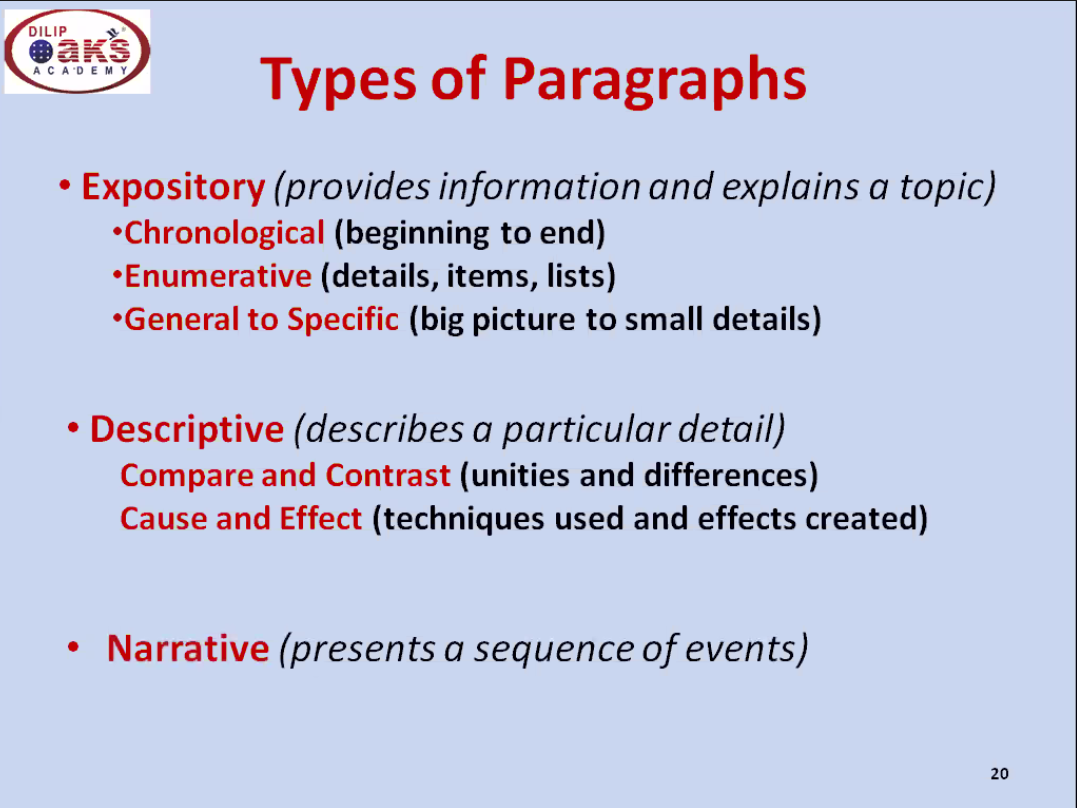 DILIP
Oaks
ACADEMY
Types of Paragraphs
• Expository (provides information and explains a topic)
•Chronological (beginning to end)
•Enumerative (details, items, lists)
•General to Specific (big picture to small details)
• Descriptive (describes a particular detail)
Compare and Contrast (unities and differences)
Cause and Effect (techniques used and effects created)
• Narrative (presents a sequence of events)
20